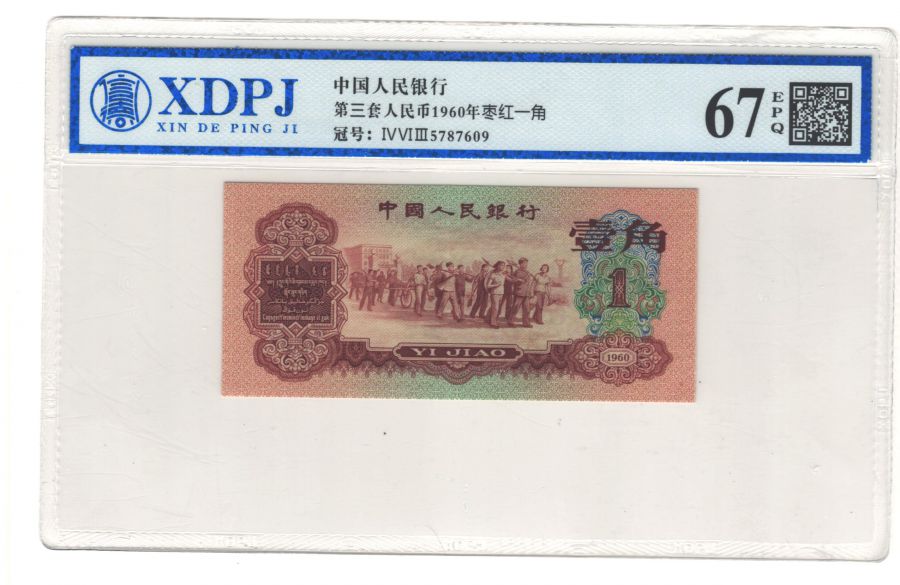 XDPJ
XIN DE PING JI
中国人民银行
第三套人民币1960年枣红一角
冠号：ⅣⅥⅢ5787609
67 EPQ
中國人民銀行
壹角
1
YI JIAO
1960